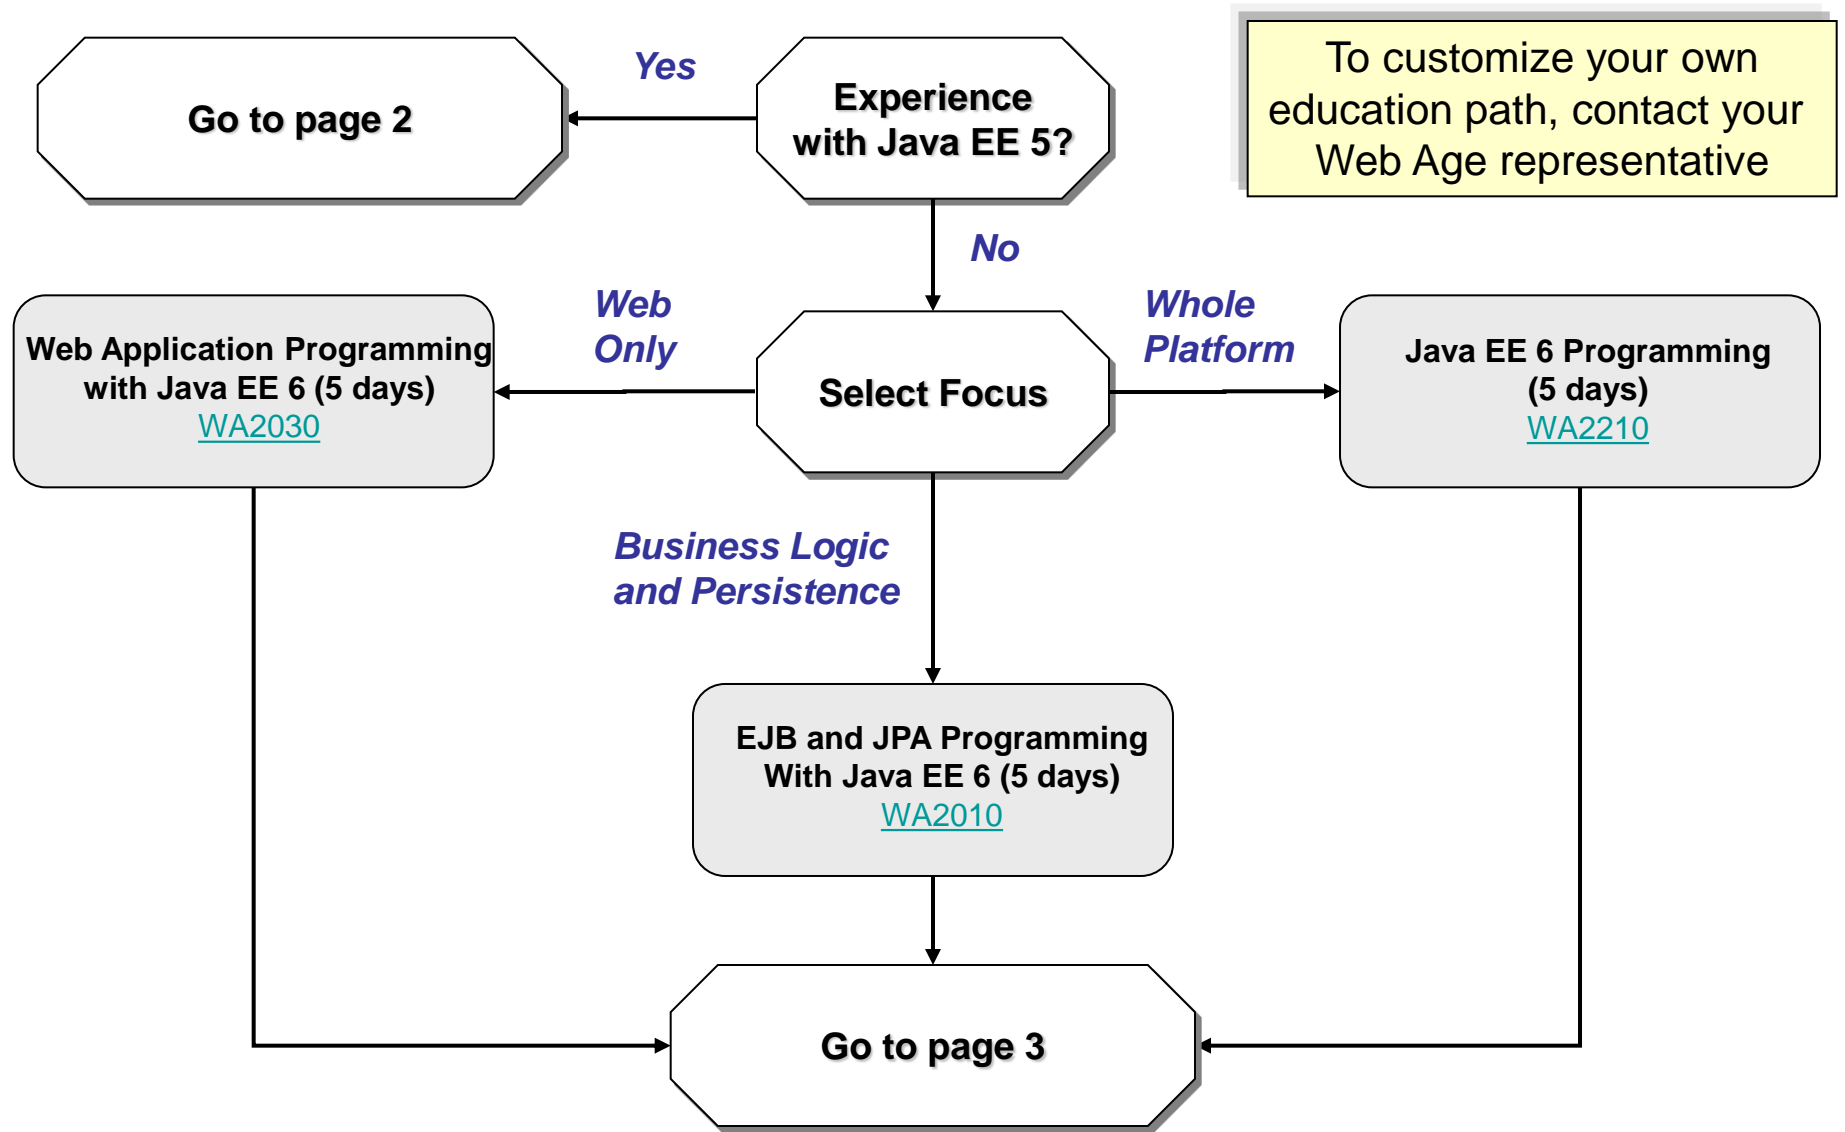 Go to page 2
Yes
Experience
with Java EE 5?
To customize your own
education path, contact your
Web Age representative
No
Web
Only
Whole
Platform
Web Application Programming
with Java EE 6 (5 days)
WA2030
Select Focus
Java EE 6 Programming
(5 days)
WA2210
Business Logic
and Persistence
EJB and JPA Programming
With Java EE 6 (5 days)
WA2010
Go to page 3